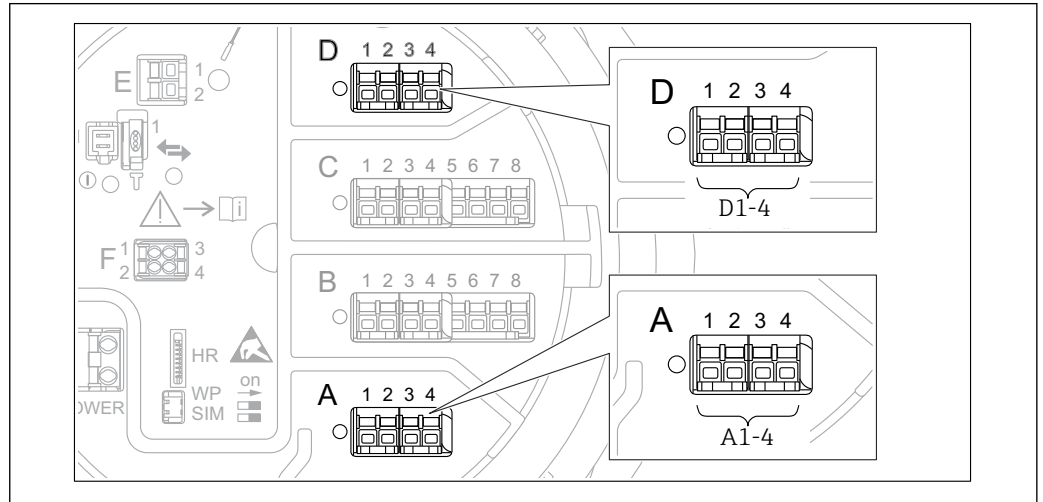 D 1 2 3 4
E 1
2
1
C 1 2 3 4 5 6 7 8
i
F 1 3
2 4
B 1 2 3 4 5 6 7 8
HR
OWER
WP on
SIM
A 1 2 3 4
D 1 2 3 4
D1-4
A 1 2 3 4
A1-4